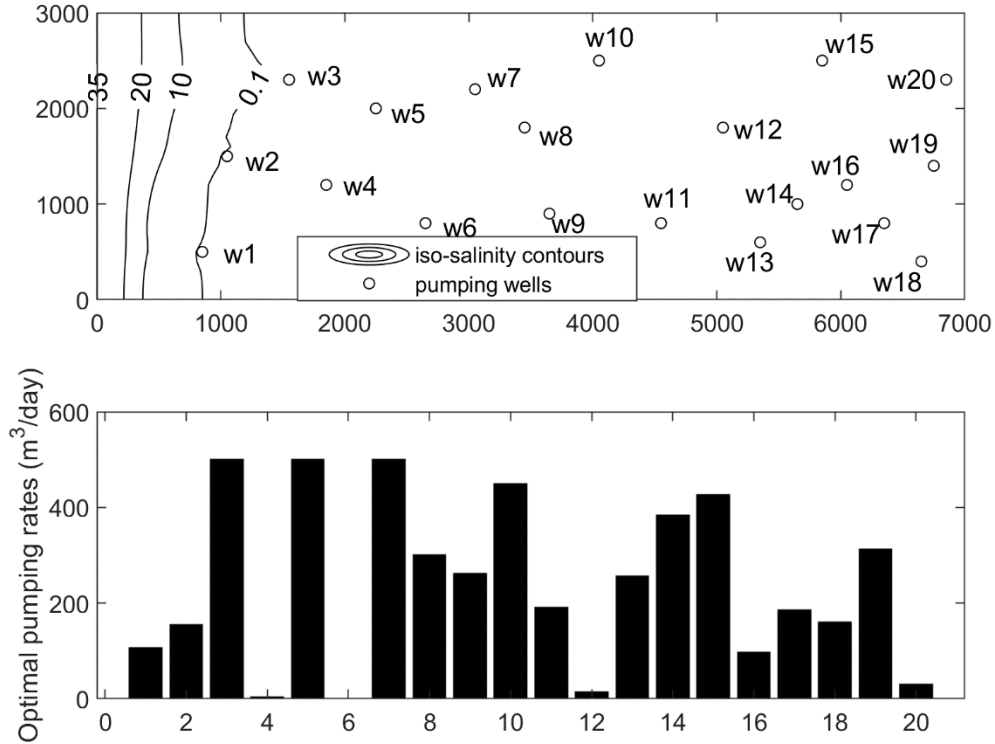 3000
w10
w15
w3
w7
w20
35
20
10
0.1
2000
w5
w8
w12
w19
w2
w16
w4
w14
1000
w11
w6
w9
w17
w1
w13
iso-salinity contours
w18
pumping wells
0
0
1000
2000
3000
4000
5000
6000
7000
Optimal pumping rates (m³/day)
600
400
200
0
0
2
4
6
8
10
12
14
16
18
20